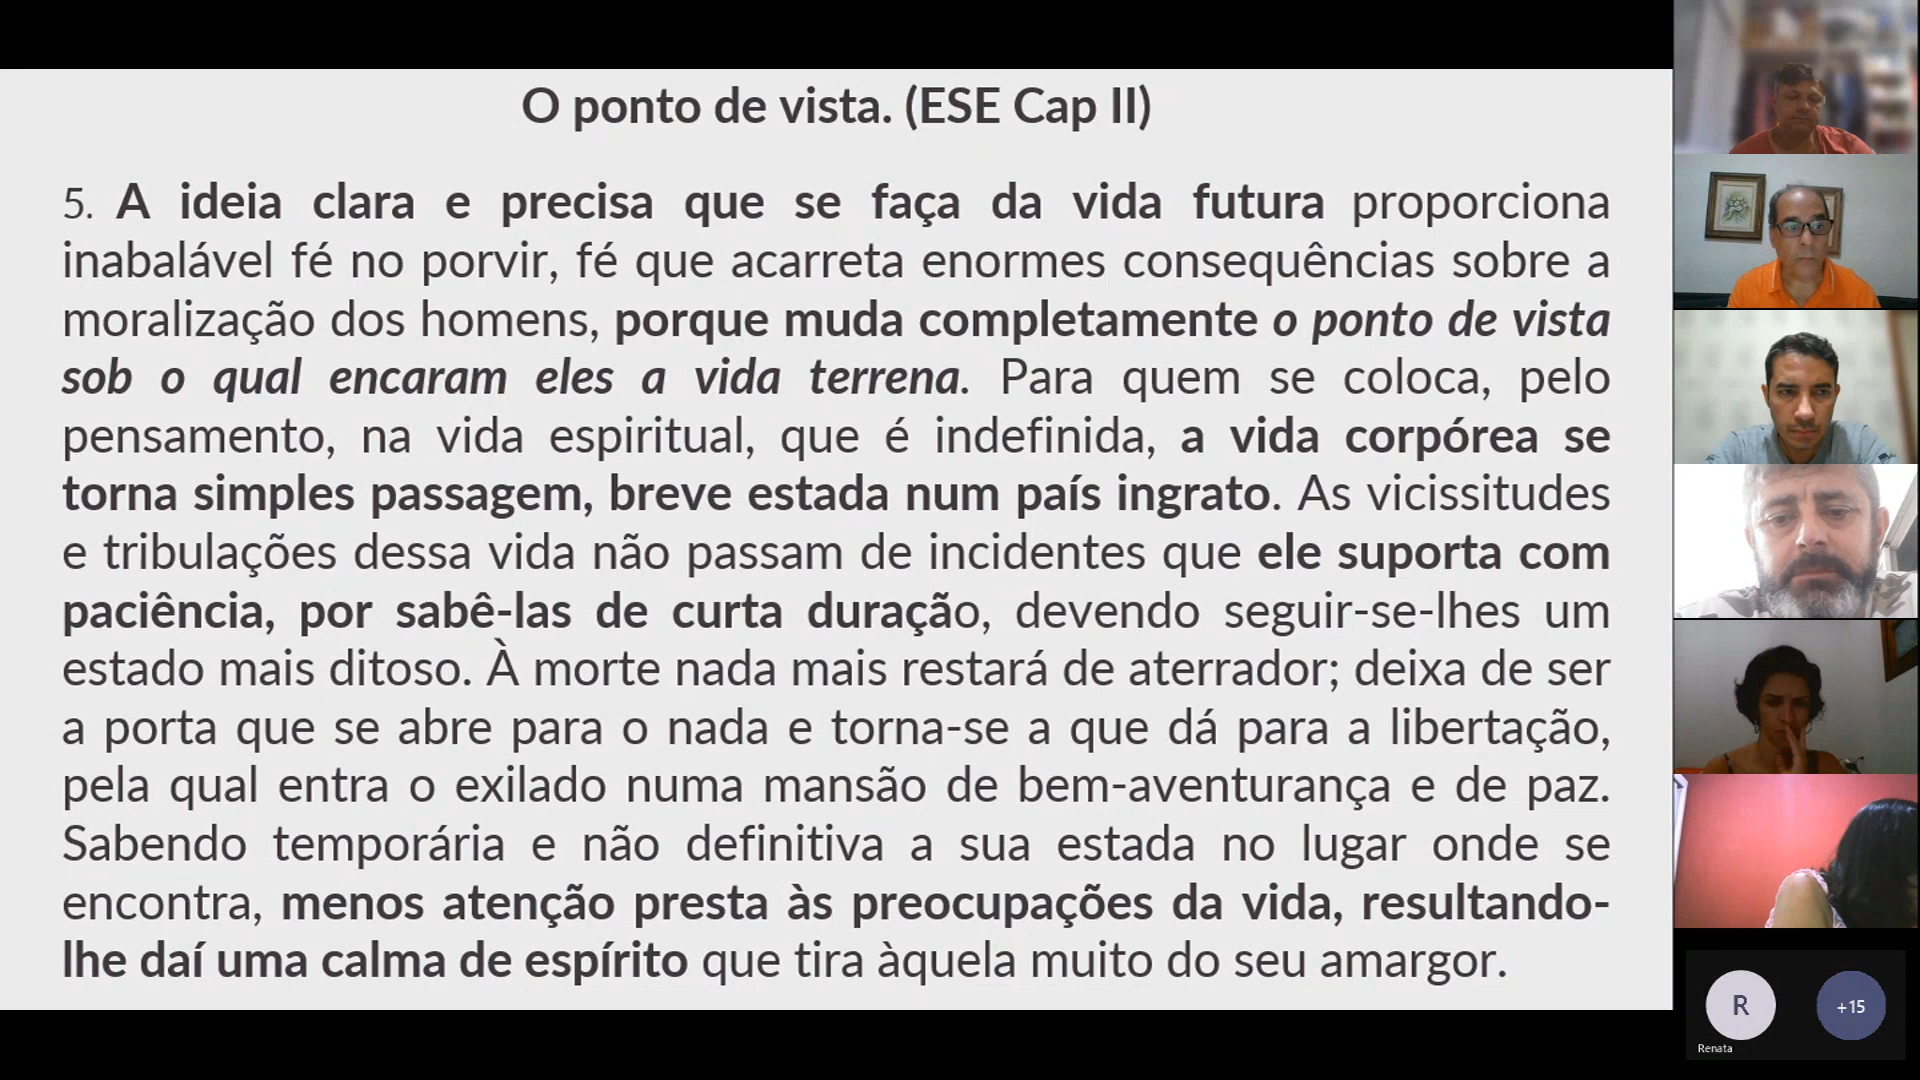 O ponto de vista. (ESE Cap II)
5. A ideia clara e precisa que se faça da vida futura proporciona
inabalável fé no porvir, fé que acarreta enormes consequências sobre a
moralização dos homens, porque muda completamente o ponto de vista
sob o qual encaram eles a vida terrena. Para quem se coloca, pelo
pensamento, na vida espiritual, que é indefinida, a vida corpórea se
torna simples passagem, breve estada num país ingrato. As vicissitudes
e tribulações dessa vida não passam de incidentes que ele suporta com
paciência, por sabê-las de curta duração, devendo seguir-se-lhes um
estado mais ditoso. À morte nada mais restará de aterrador; deixa de ser
a porta que se abre para o nada e torna-se a que dá para a libertação,
pela qual entra o exilado numa mansão de bem-aventurança e de paz.
Sabendo temporária e não definitiva a sua estada no lugar onde se
encontra, menos atenção presta às preocupações da vida, resultando-
lhe daí uma calma de espírito que tira àquela muito do seu amargor.
R
+15
Renata